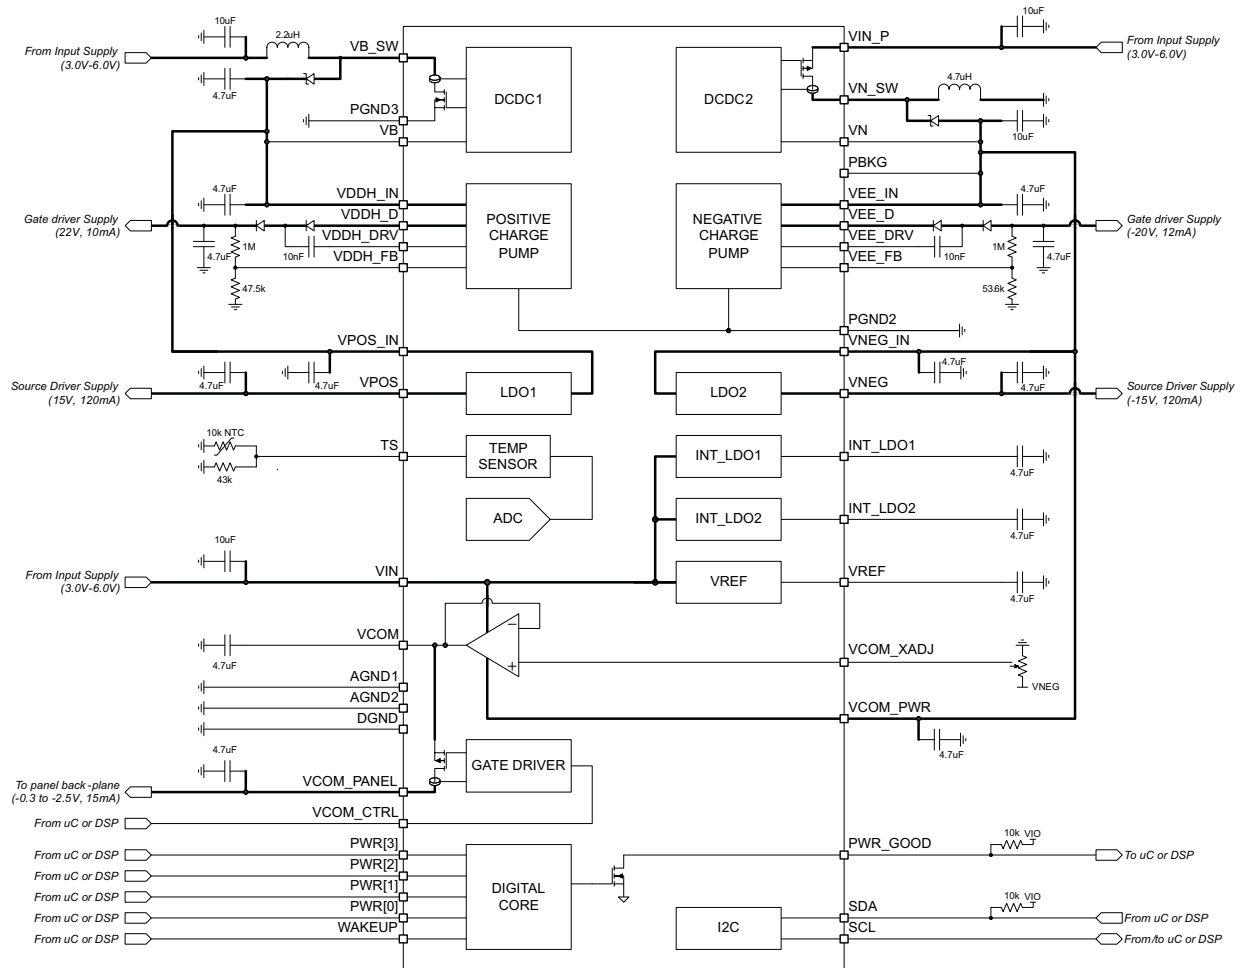 10uF
2.2uH
VB_SW
VIN_P
10uF
From Input Supply
(3.0V-6.0V)
From Input Supply
(3.0V-6.0V)
4.7uF
DCDC1
DCDC2
VN_SW
4.7uH
PGND3
VB
VN
10uF
PBKG
4.7uF
VDDH_IN
VEE_IN
4.7uF
Gate driver Supply
(22V, 10mA)
VDDH_D
POSITIVE
CHARGE
PUMP
NEGATIVE
CHARGE
PUMP
VEE_D
Gate driver Supply
(-20V, 12mA)
4.7uF
1M
10nF
VDDH_DRV
VEE_DRV
10nF
1M
4.7uF
VDDH_FB
VEE_FB
47.5k
53.6k
PGND2
VPOS_IN
VNEG_IN
4.7uF
4.7uF
4.7uF
4.7uF
Source Driver Supply
(15V, 120mA)
VPOS
LDO1
LDO2
VNEG
Source Driver Supply
(-15V, 120mA)
10k NTC
43k
TS
TEMP
SENSOR
INT_LDO1
INT_LDO1
4.7uF
ADC
INT_LDO2
INT_LDO2
4.7uF
10uF
From Input Supply
(3.0V-6.0V)
VIN
VREF
VREF
4.7uF
VCOM
4.7uF
−
+
VCOM_XADJ
VNEG
AGND1
AGND2
DGND
VCOM_PWR
4.7uF
4.7uF
GATE DRIVER
To panel back-plane
(-0.3 to -2.5V, 15mA)
VCOM_PANEL
From uC or DSP
VCOM_CTRL
From uC or DSP
PWR[3]
From uC or DSP
PWR[2]
From uC or DSP
PWR[1]
From uC or DSP
PWR[0]
From uC or DSP
WAKEUP
DIGITAL
CORE
PWR_GOOD
10k
VIO
To uC or DSP
I2C
SDA
10k
VIO
From uC or DSP
SCL
From/to uC or DSP